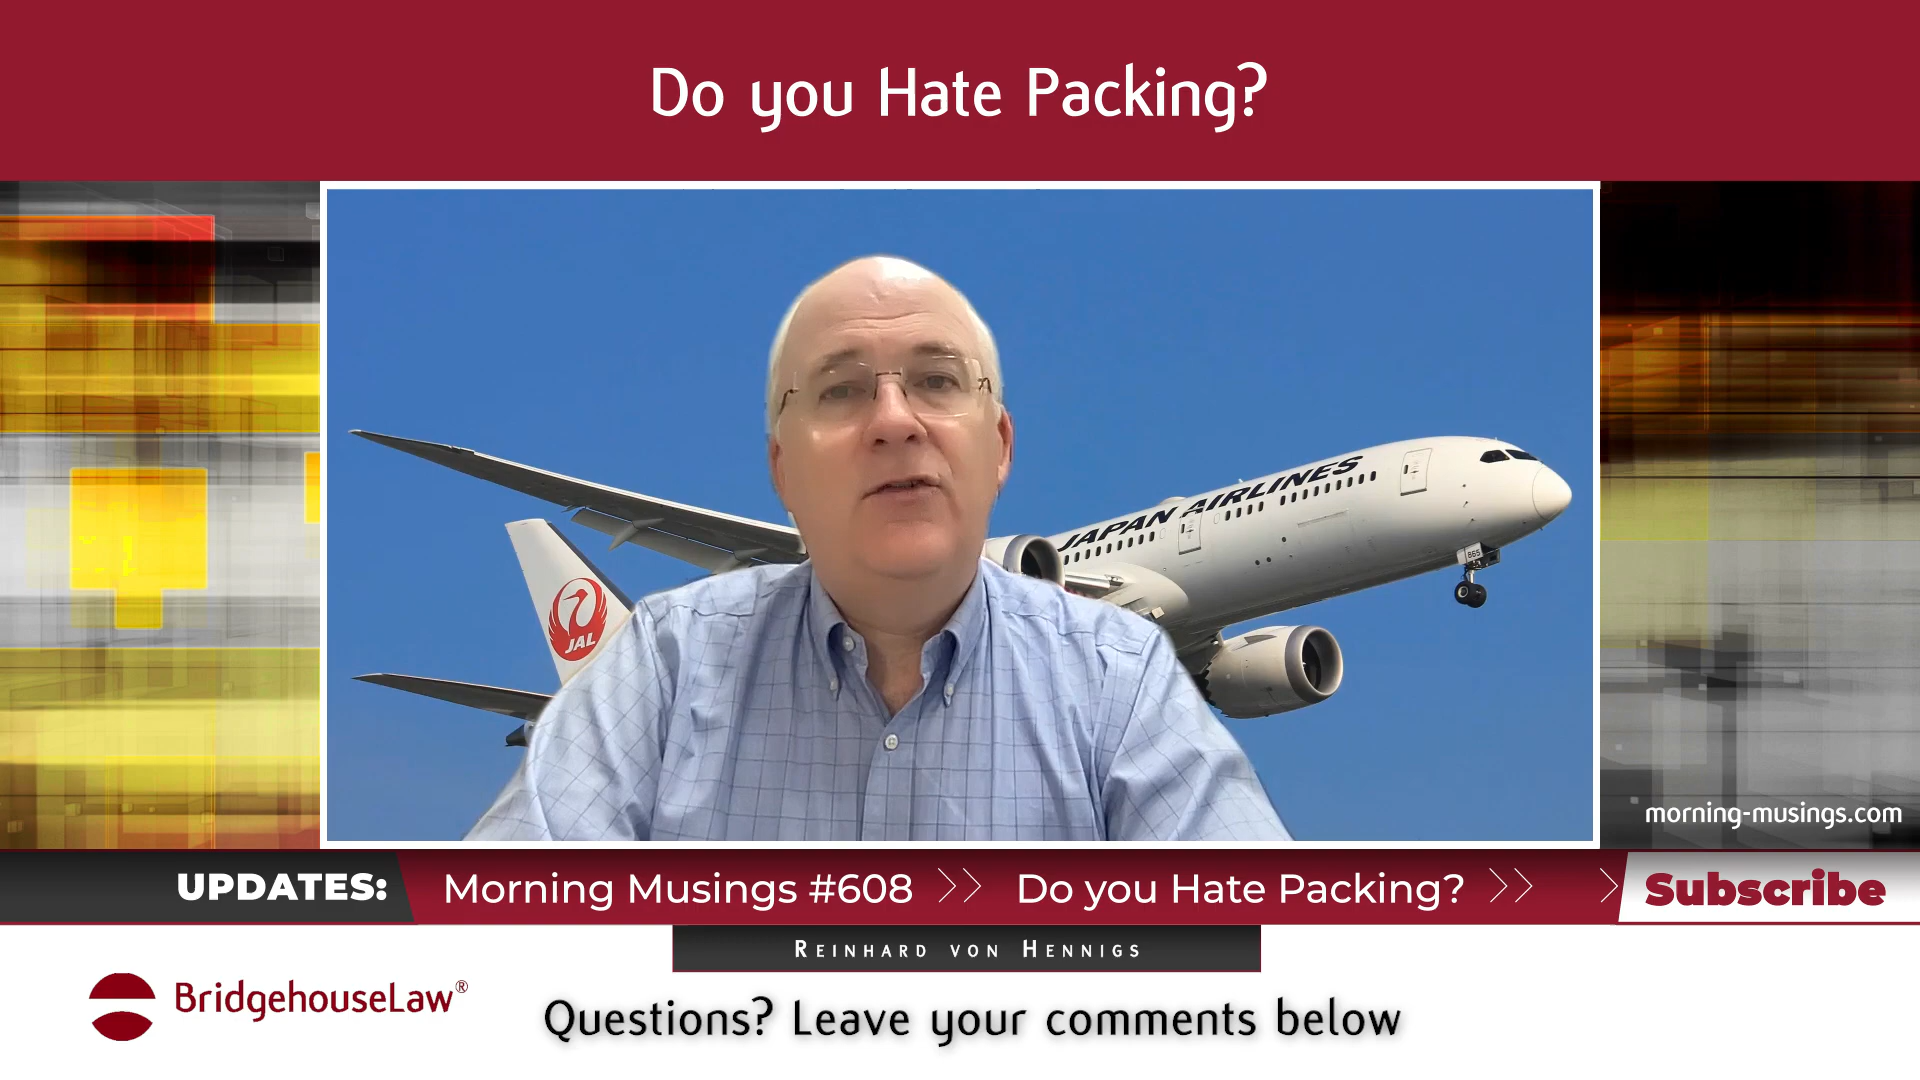 Do you Hate Packing?
JAPAN AIRLINES
865
JAL
morning-musings.com
UPDATES:
Morning Musings #608 >> Do you Hate Packing? >> >
Subscribe
REINHARD VON HENNIGS
BridgehouseLaw®
Questions? Leave your comments below